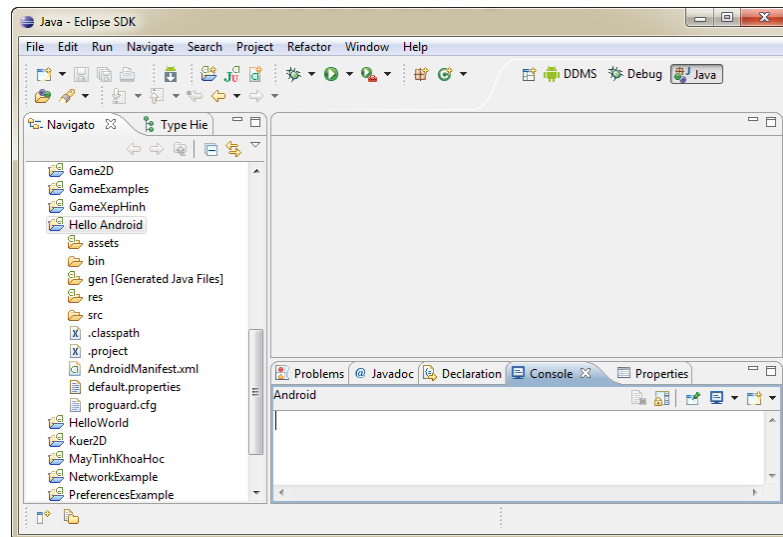 Java - Eclipse SDK
File Edit Run Navigate Search Project Refactor Window Help
DDMS Debug Java
Navigato Type Hie
Game2D
GameExamples
GameXepHinh
Hello Android
assets
bin
gen [Generated Java Files]
res
src
.classpath
.project
AndroidManifest.xml
default.properties
proguard.cfg
HelloWorld
Kuer2D
MayTinhKhoaHoc
NetworkExample
PreferencesExample
Problems @ Javadoc Declaration Console Properties
Android